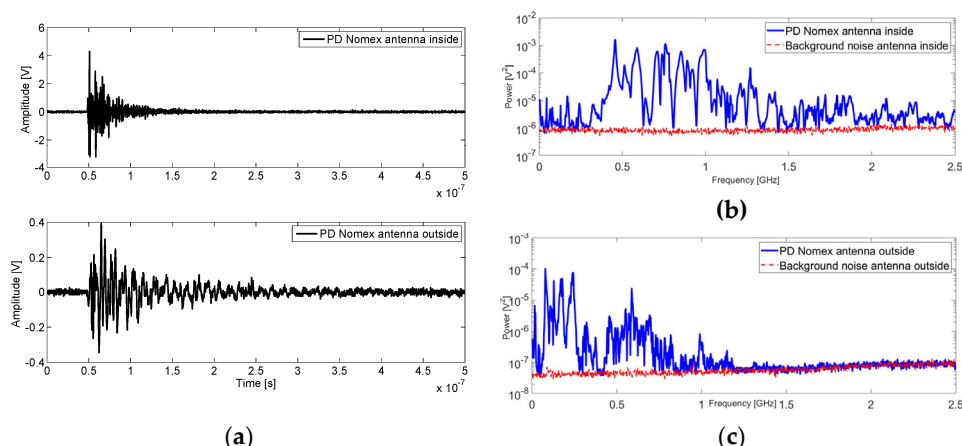 6
4
2
0
-2
-4
Amplitude [V]
PD Nomex antenna inside
0 0.5 1 1.5 2 2.5 3 3.5 4 4.5 5
x 10-7
0.4
0.2
0
-0.2
-0.4
Amplitude [V]
PD Nomex antenna outside
0 0.5 1 1.5 2 2.5 3 3.5 4 4.5 5
Time [s]
x 10-7
(a)
10-2
10-3
10-4
10-5
10-6
10-7
Power [V2]
PD Nomex antenna inside
Background noise antenna inside
0 0.5 1 1.5 2 2.5
Frequency [GHz]
(b)
10-3
10-4
10-5
10-6
10-7
10-8
Power [V2]
PD Nomex antenna outside
Background noise antenna outside
0 0.5 1 1.5 2 2.5
Frequency [GHz]
(c)